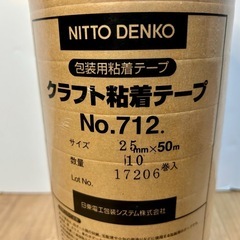 NITTO DENKO
包装用粘着テープ
クラフト粘着テープ
No.712.
サイズ 25mm×50m
数量 10 巻入
Lot No. 17206
日東電工包装システム株式会社